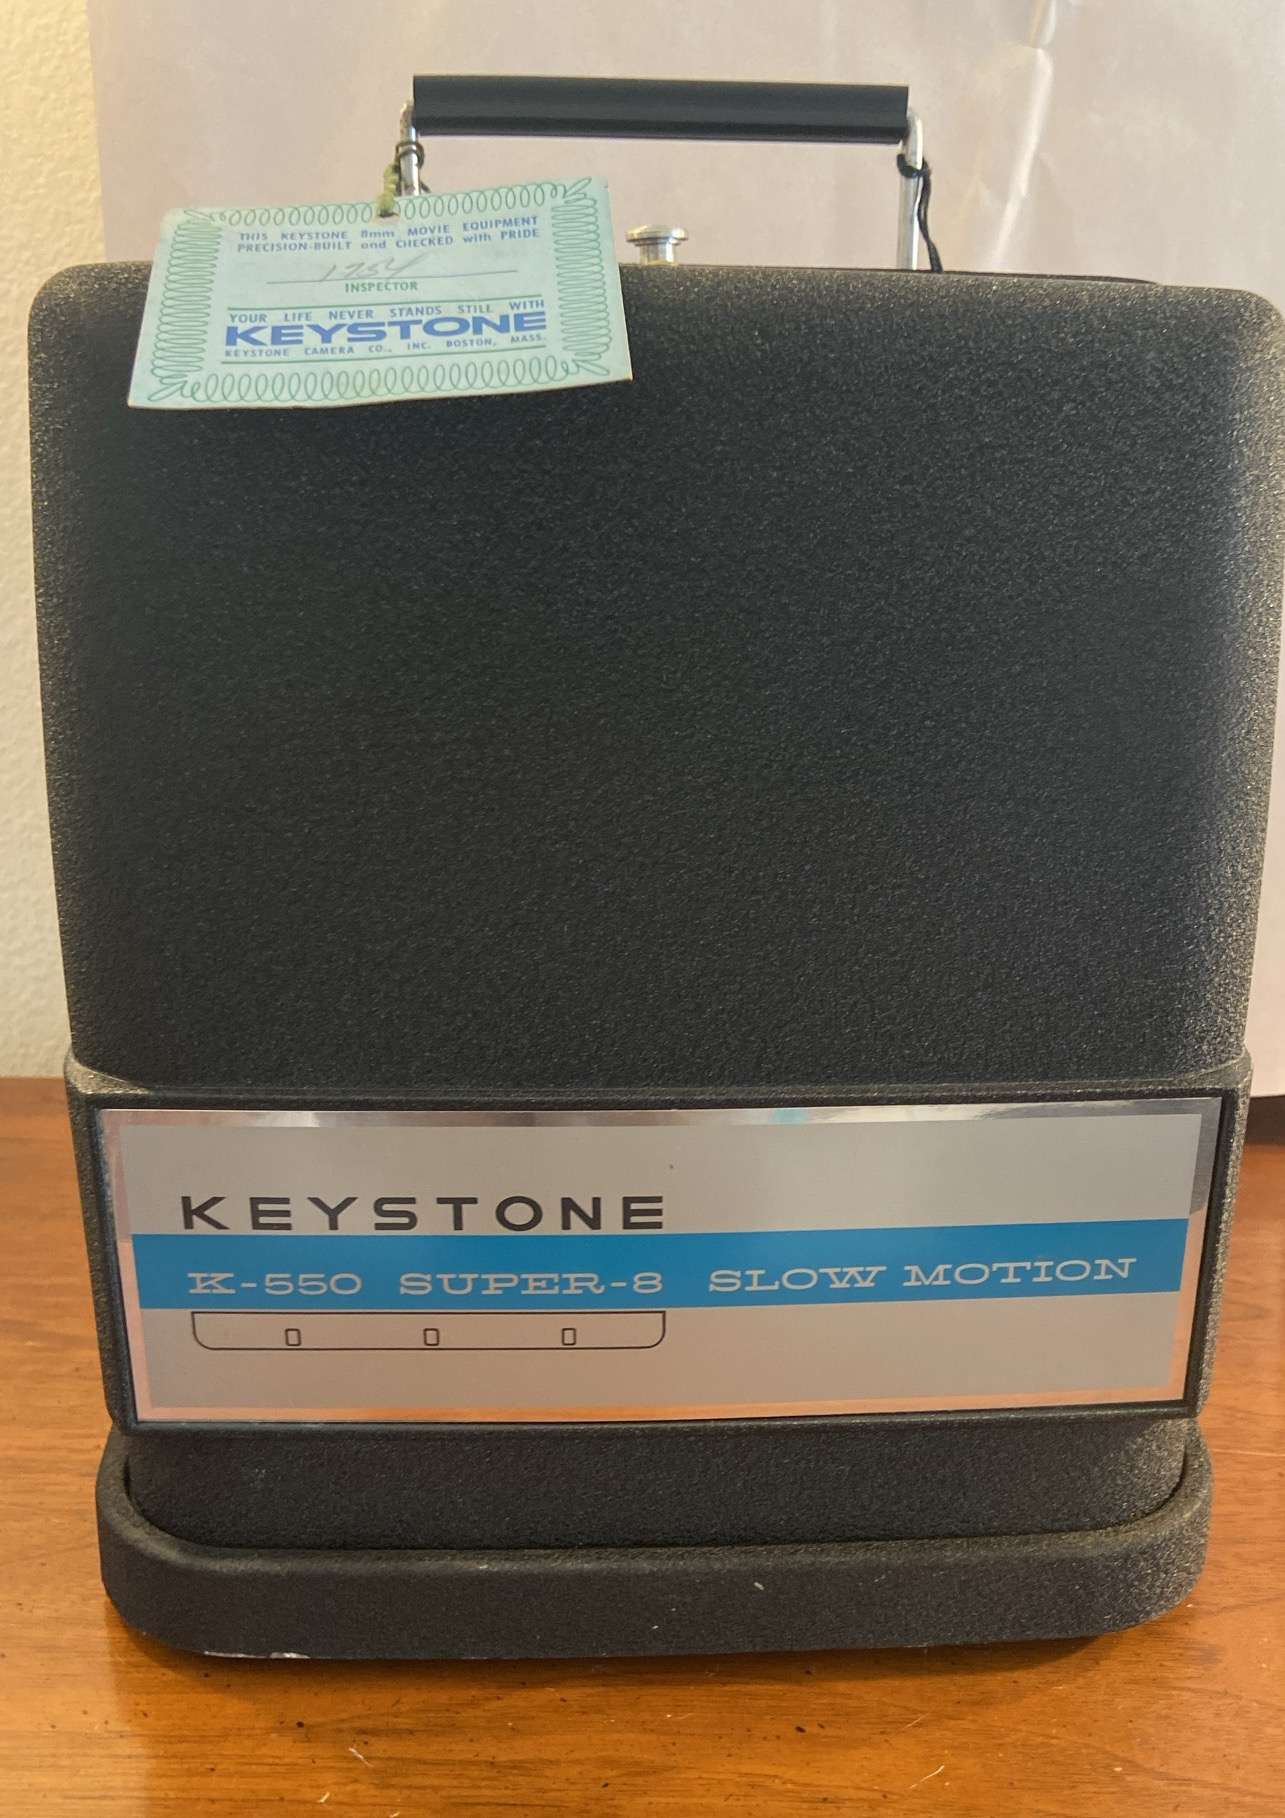 THIS KEYSTONE 8mm MOVIE EQUIPMENT
PRECISION-BUILT and CHECKED with PRIDE
1754
INSPECTOR
YOUR LIFE NEVER STANDS STILL WITH
KEYSTONE
KEYSTONE CAMERA CO., INC. BOSTON, MASS.
KEYSTONE
K-550 SUPER-8 SLOW MOTION